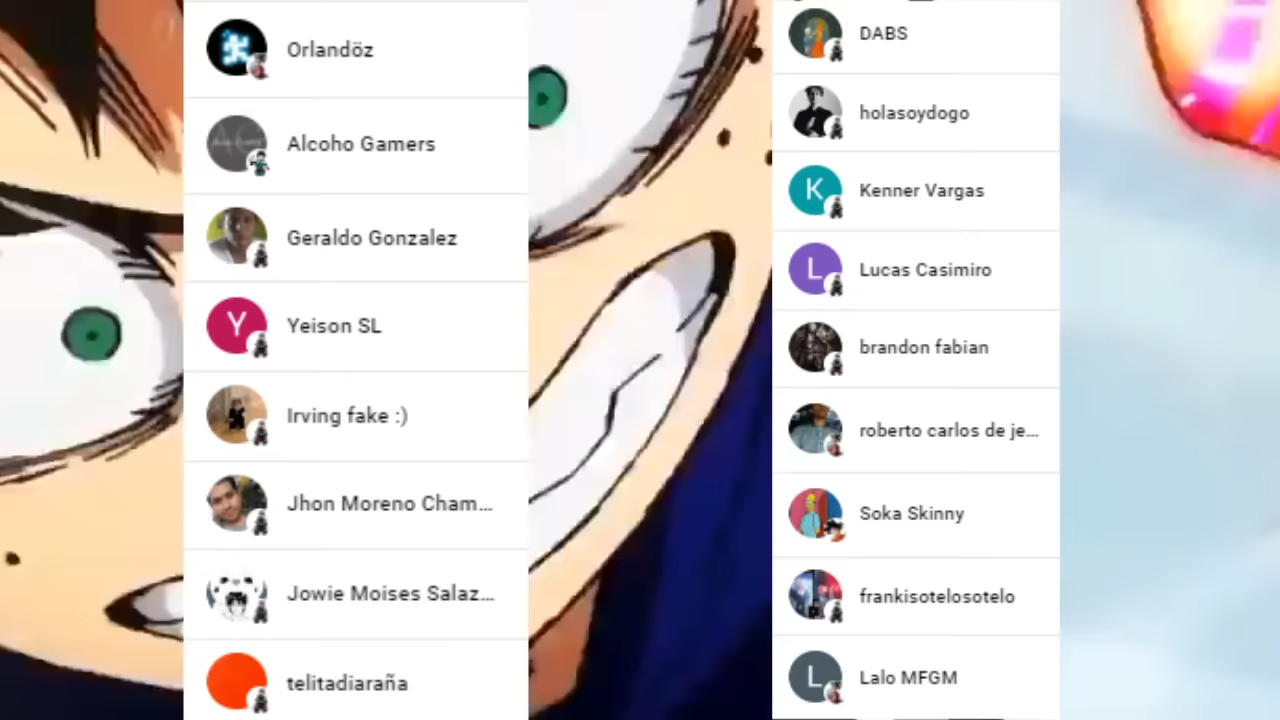 Orlandöz
Alcoho Gamers
Geraldo Gonzalez
Y
Yeison SL
Irving fake :)
Jhon Moreno Cham...
Jowie Moises Salaz...
telitadiaraña
DABS
holasoydogo
K
Kenner Vargas
L
Lucas Casimiro
brandon fabian
roberto carlos de je...
Soka Skinny
frankisotelosotelo
L
Lalo MFGM